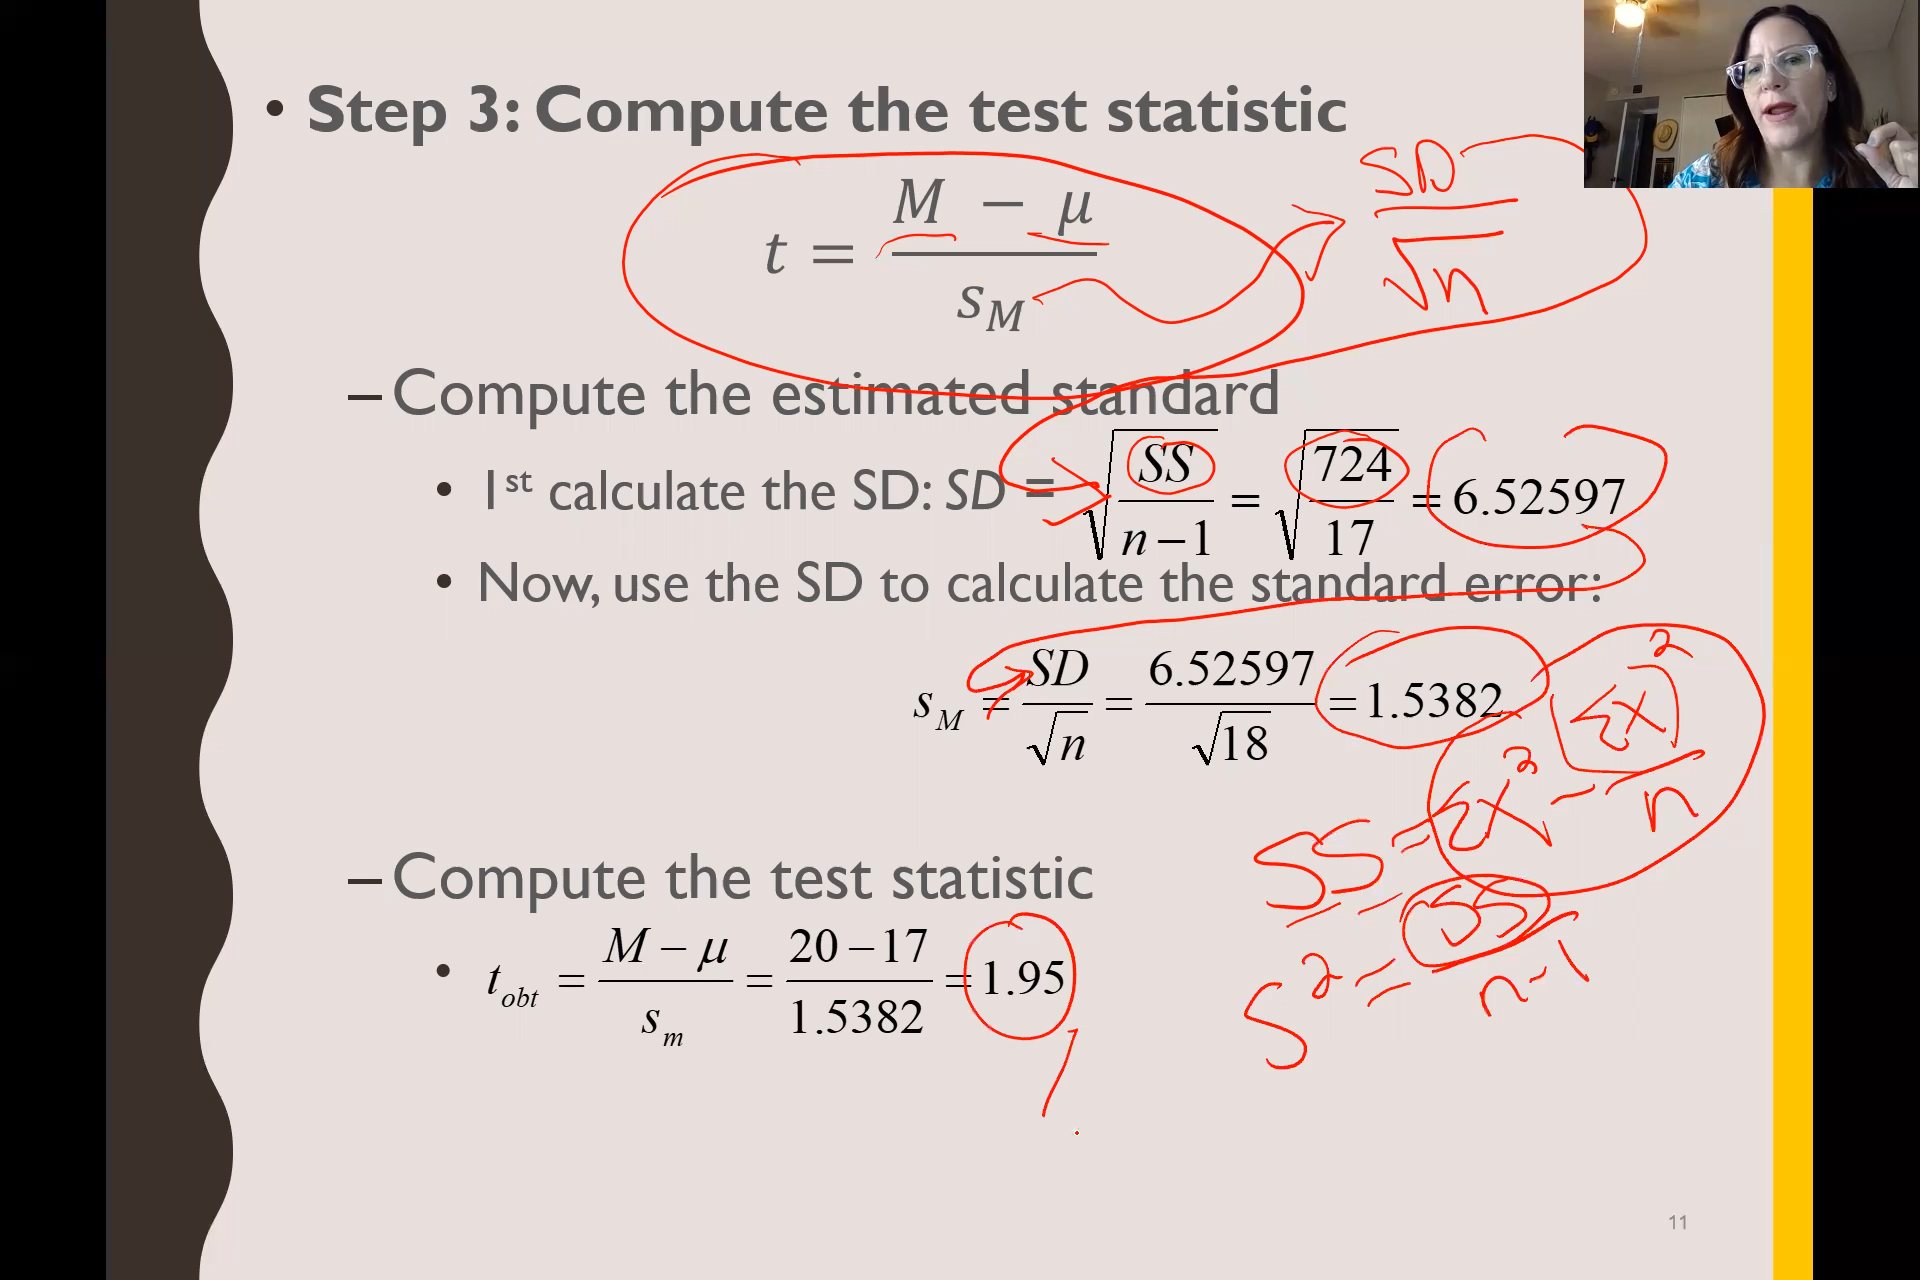 • Step 3: Compute the test statistic
t = (M − μ) / s_M
SD / √n
– Compute the estimated standard
• 1st calculate the SD: SD = √(SS / (n − 1)) = √(724 / 17) = 6.52597
• Now, use the SD to calculate the standard error:
s_M = SD / √n = 6.52597 / √18 = 1.5382
SS = Σx² − (Σx)² / n
– Compute the test statistic
S² = SS / (n-1)
• t_obt = (M − μ) / s_m = (20 − 17) / 1.5382 = 1.95
11